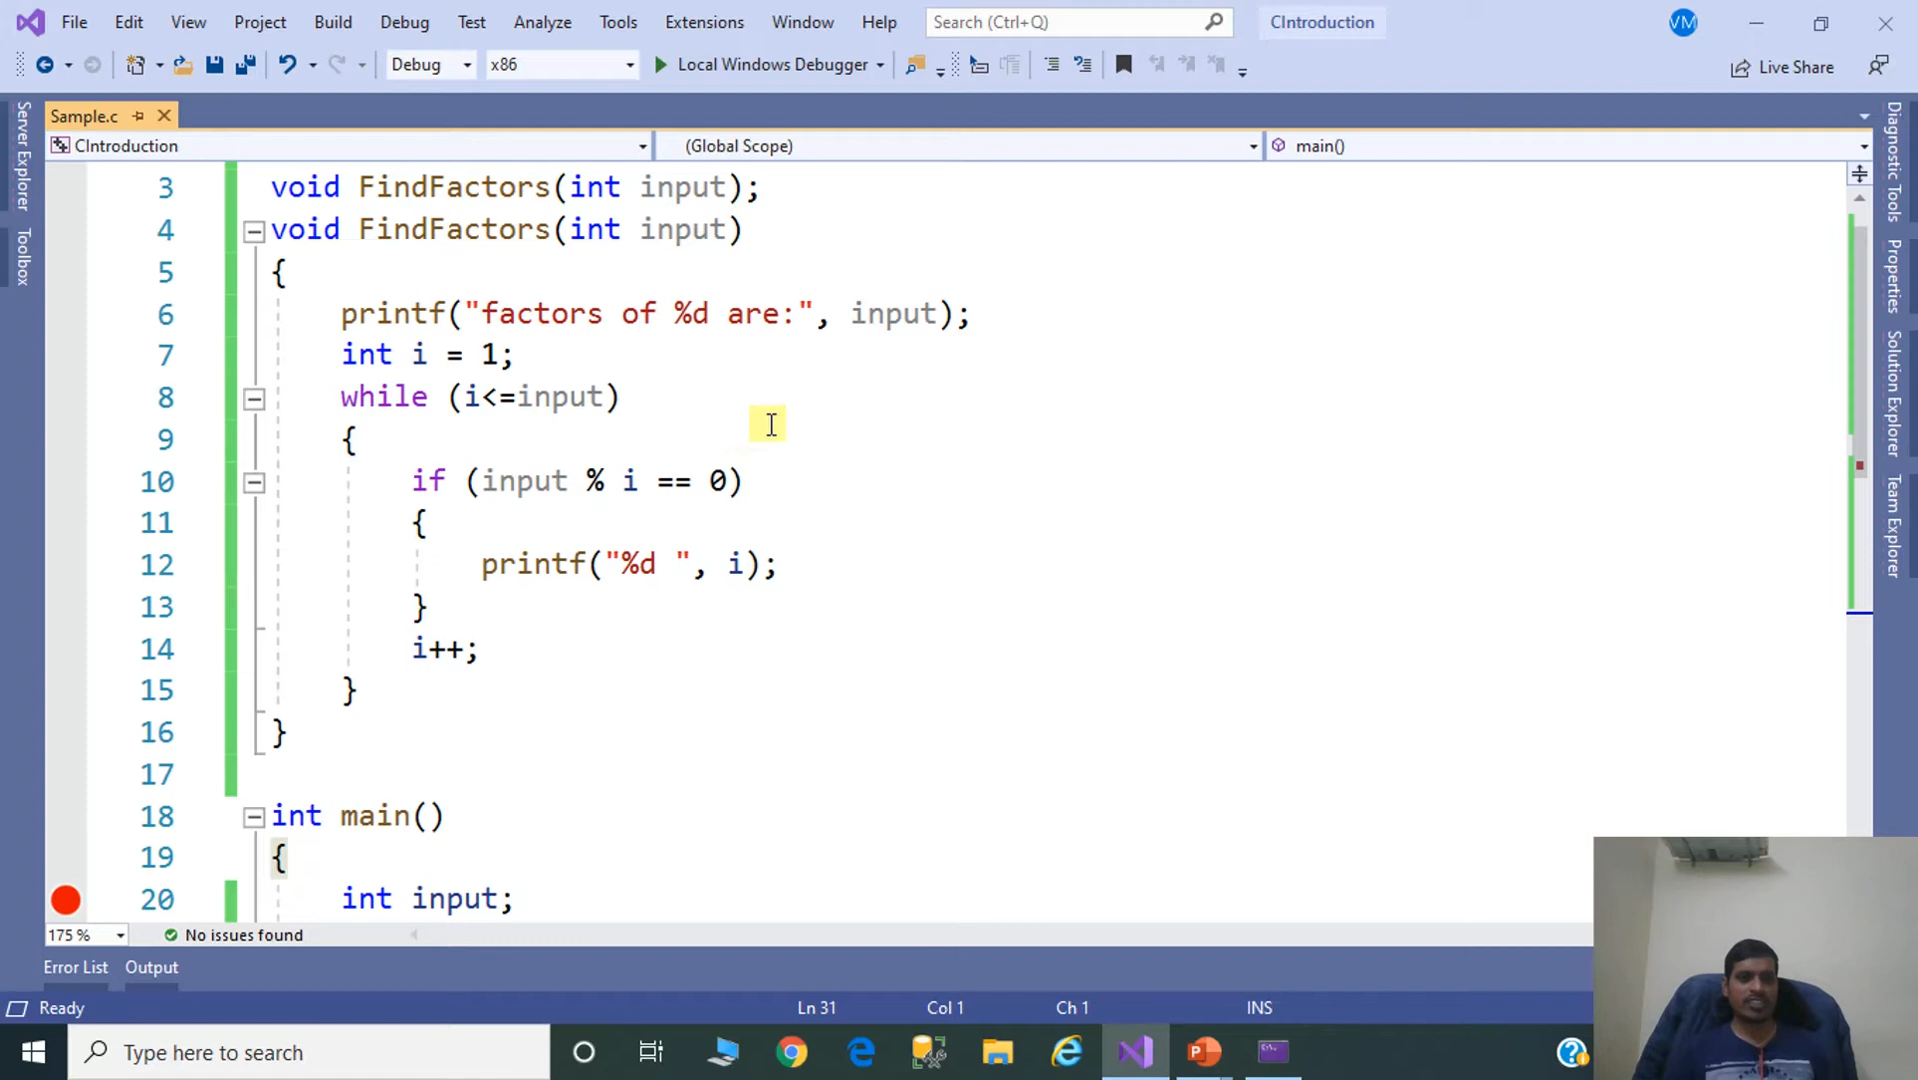 File Edit View Project Build Debug Test Analyze Tools Extensions Window Help Search (Ctrl+Q) CIntroduction VM
Debug x86 Local Windows Debugger Live Share
Sample.c
CIntroduction (Global Scope) main()
Server Explorer
Toolbox
3 void FindFactors(int input);
4 void FindFactors(int input)
5 {
6 printf("factors of %d are:", input);
7 int i = 1;
8 while (i<=input)
9 {
10 if (input % i == 0)
11 {
12 printf("%d ", i);
13 }
14 i++;
15 }
16 }
17
18 int main()
19 {
20 int input;
Diagnostic Tools
Properties
Solution Explorer
Team Explorer
175 % No issues found
Error List Output
Ready Ln 31 Col 1 Ch 1 INS
Type here to search